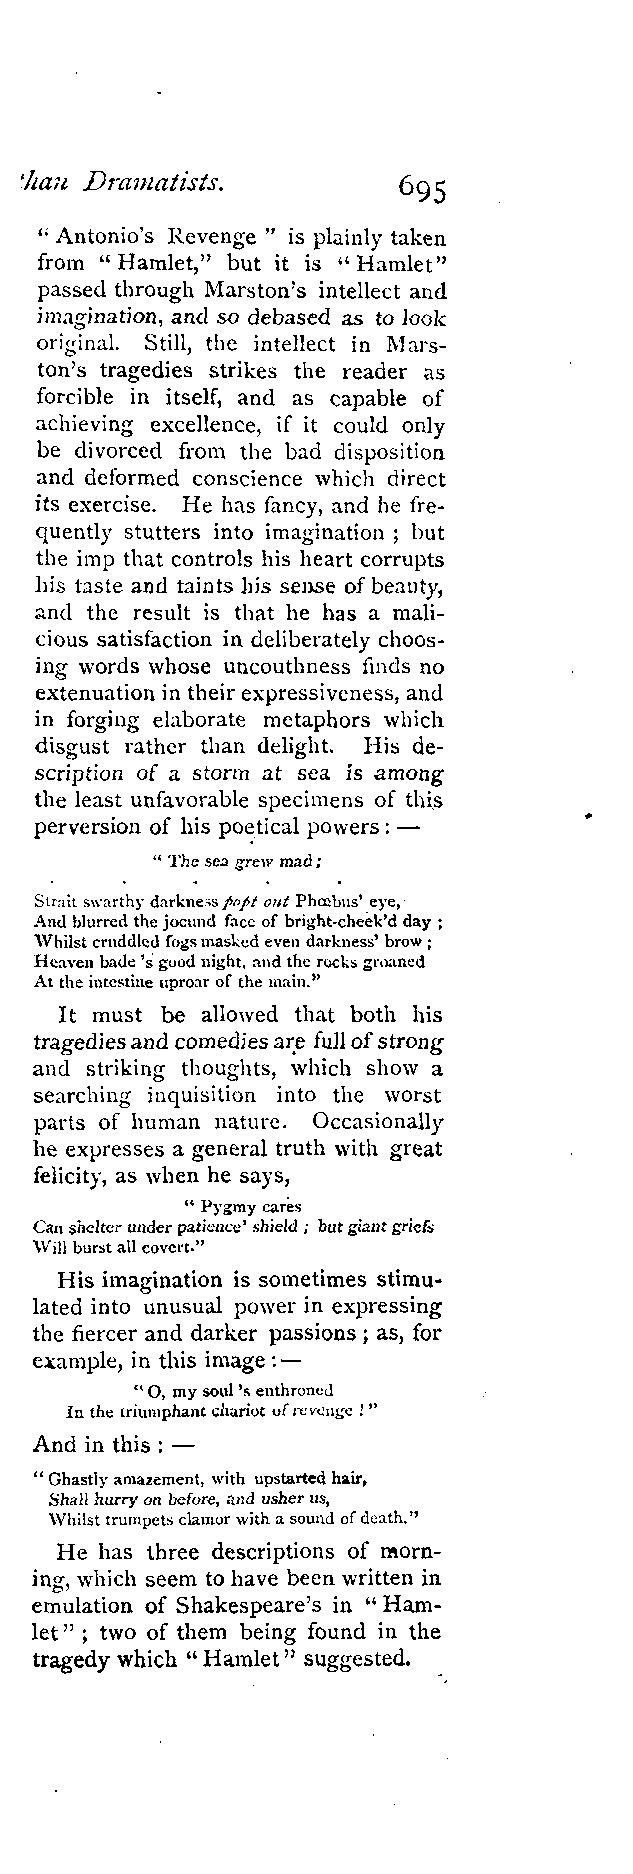 'han Dramatists. 695
“ Antonio's Revenge ” is plainly taken
from “ Hamlet,” but it is “ Hamlet”
passed through Marston's intellect and
imagination, and so debased as to look
original. Still, the intellect in Mars-
ton's tragedies strikes the reader as
forcible in itself, and as capable of
achieving excellence, if it could only
be divorced from the bad disposition
and deformed conscience which direct
its exercise. He has fancy, and he fre-
quently stutters into imagination ; but
the imp that controls his heart corrupts
his taste and taints his sense of beauty,
and the result is that he has a mali-
cious satisfaction in deliberately choos-
ing words whose uncouthness finds no
extenuation in their expressiveness, and
in forging elaborate metaphors which
disgust rather than delight. His de-
scription of a storm at sea is among
the least unfavorable specimens of this
perversion of his poetical powers : —
“ The sea grew mad ;
. . . . .
Strait swarthy darkness popt out Phœbus' eye,
And blurred the jocund face of bright-cheek'd day ;
Whilst cruddled fogs masked even darkness' brow ;
Heaven bade 's good night, and the rocks groaned
At the intestine uproar of the main.”
It must be allowed that both his
tragedies and comedies are full of strong
and striking thoughts, which show a
searching inquisition into the worst
parts of human nature. Occasionally
he expresses a general truth with great
felicity, as when he says,
“ Pygmy cares
Can shelter under patience' shield ; but giant griefs
Will burst all covert.”
His imagination is sometimes stimu-
lated into unusual power in expressing
the fiercer and darker passions ; as, for
example, in this image : —
“ O, my soul 's enthroned
In the triumphant chariot of revenge ! ”
And in this : —
“ Ghastly amazement, with upstarted hair,
Shall hurry on before, and usher us,
Whilst trumpets clamor with a sound of death.”
He has three descriptions of morn-
ing, which seem to have been written in
emulation of Shakespeare's in “ Ham-
let ” ; two of them being found in the
tragedy which “ Hamlet ” suggested.